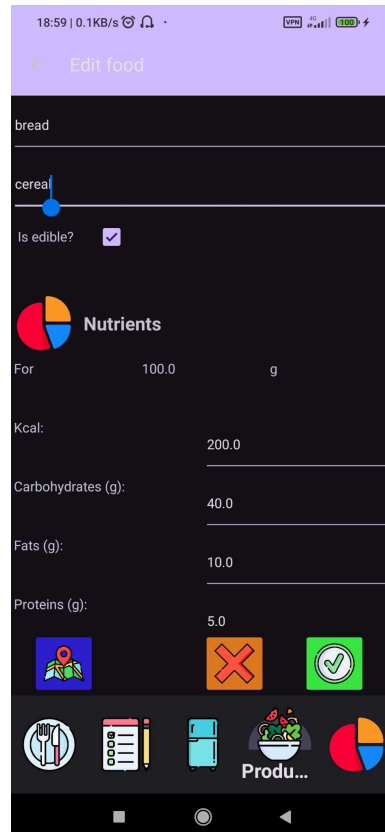 18:59 | 0.1KB/s
VPN 4G 100
Edit food
bread
cereal
Is edible?
Nutrients
For 100.0 g
Kcal:
200.0
Carbohydrates (g):
40.0
Fats (g):
10.0
Proteins (g):
5.0
Produ...